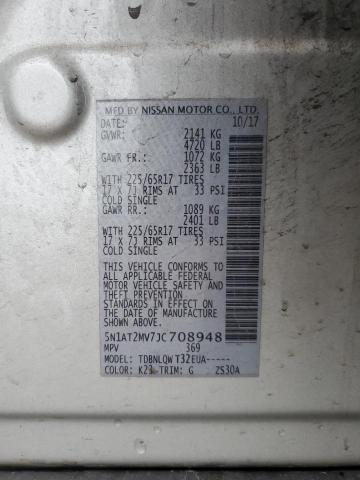 MFD BY NISSAN MOTOR CO., LTD.
DATE: 10/17
GVWR: 2141 KG
4720 LB
GAWR FR: 1072 KG
2363 LB
WITH 225/65R17 TIRES
17 X 7J RIMS AT 33 PSI
COLD SINGLE
GAWR RR: 1089 KG
2401 LB
WITH 225/65R17 TIRES
17 X 7J RIMS AT 33 PSI
COLD SINGLE
THIS VEHICLE CONFORMS TO
ALL APPLICABLE FEDERAL
MOTOR VEHICLE SAFETY AND
STANDARDS IN EFFECT ON
THE DATE OF MANUFACTURE
SHOWN ABOVE.
5N1AT2MV7JC708948
MPV 369
MODEL: TDBNLQW T32EUA-----
COLOR: K23 TRIM: G ZS30A